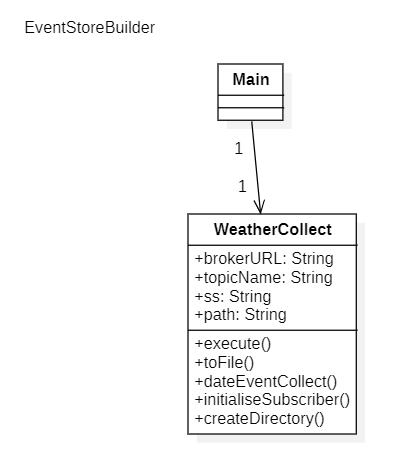 EventStoreBuilder
Main
1
1
WeatherCollect
+brokerURL: String
+topicName: String
+ss: String
+path: String
+execute()
+toFile()
+dateEventCollect()
+initialiseSubscriber()
+createDirectory()